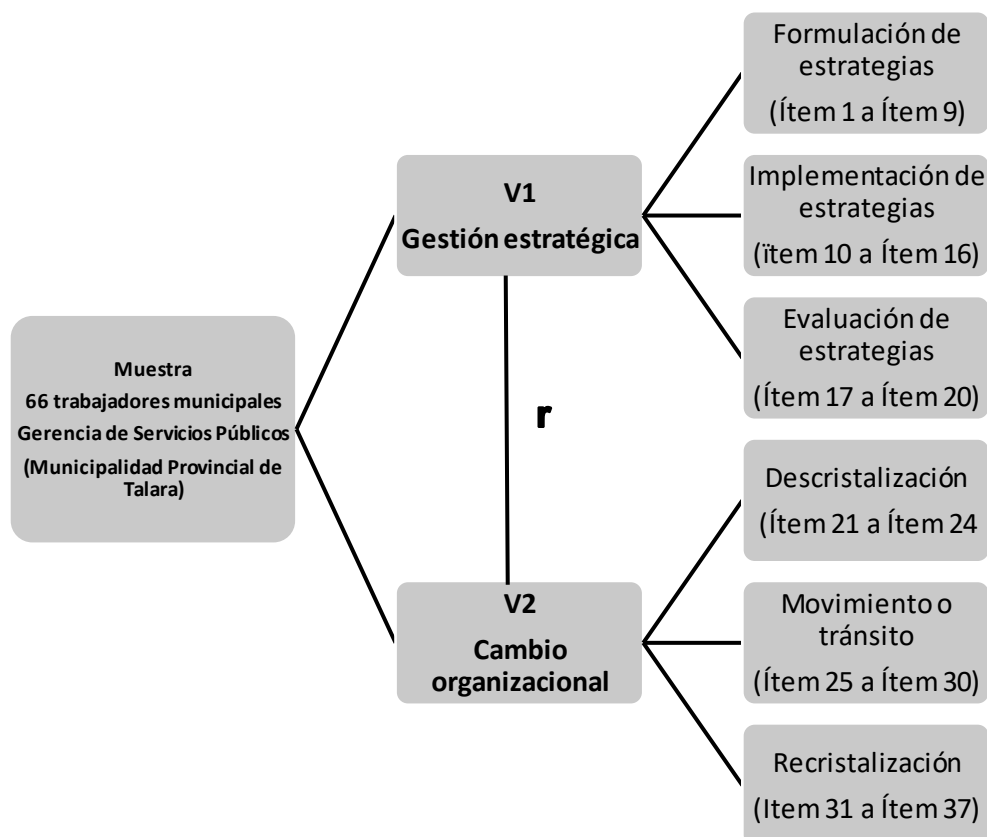 Formulación de
estrategias
(Ítem 1 a Ítem 9)
Implementación de
estrategias
(ïtem 10 a Ítem 16)
Evaluación de
estrategias
(Ítem 17 a Ítem 20)
V1
Gestión estratégica
Muestra
66 trabajadores municipales
Gerencia de Servicios Públicos
(Municipalidad Provincial de
Talara)
r
V2
Cambio
organizacional
Descristalización
(Ítem 21 a Ítem 24
Movimiento o
tránsito
(Ítem 25 a Ítem 30)
Recristalización
(Item 31 a Ítem 37)